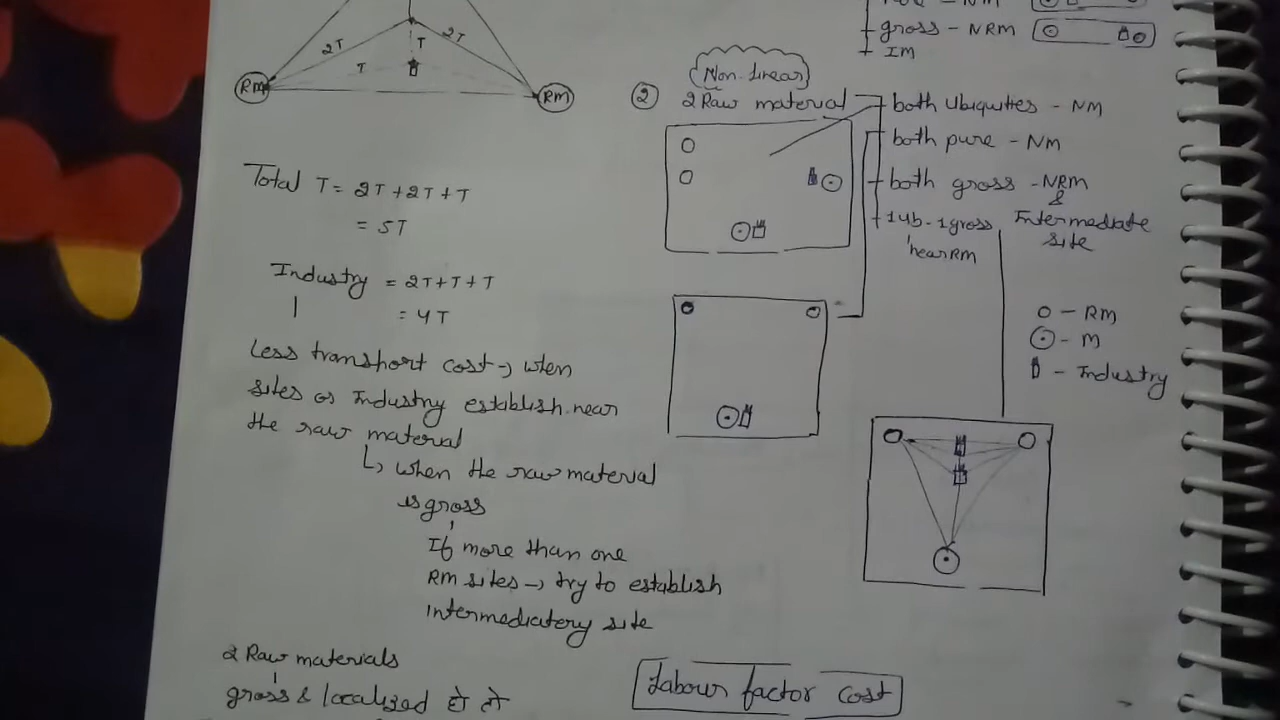 2T
2T
T
T
RM
RM
Total T = 2T + 2T + T
= 5T
Industry = 2T + T + T
= 4T
Less transport cost → when
sites of Industry establish near
the raw material
↳ when the raw material
is gross
If more than one
RM sites → try to establish
intermediatery site
2 Raw materials
gross & localized हो तो
gross - NRM
IM
Non-linear
② 2 Raw material
both Ubiquities - NM
both pure - NM
both gross - NRM
&
Intermediate
site
1 ub - 1 gross
near RM
O - RM
⊙ - M
- Industry
Labour factor cost